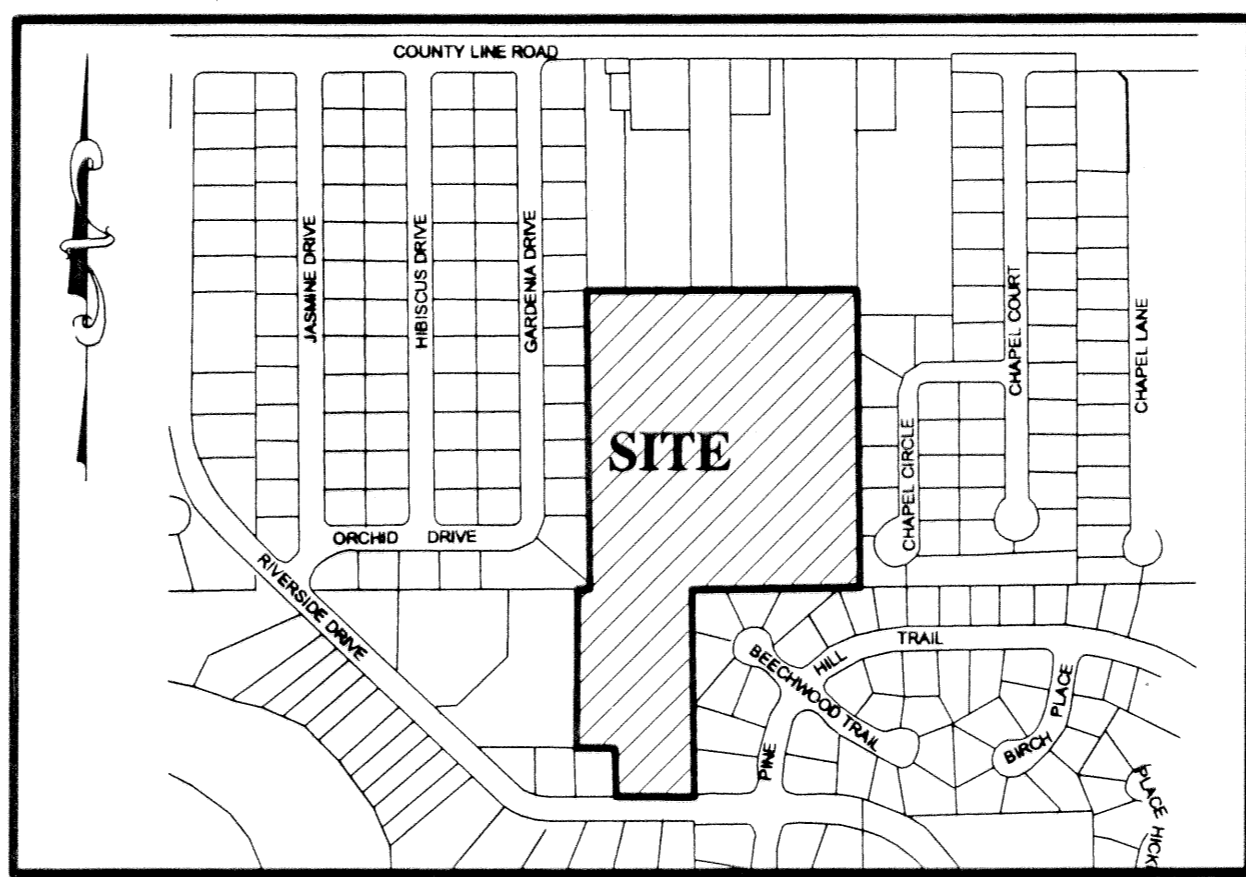 COUNTY LINE ROAD
JASMINE DRIVE
HIBISCUS DRIVE
GARDENIA DRIVE
CHAPEL COURT
CHAPEL LANE
SITE
CHAPEL CIRCLE
ORCHID DRIVE
RIVERSIDE DRIVE
HILL TRAIL
BEECHWOOD TRAIL
PINE
BIRCH PLACE
PLACE HICK